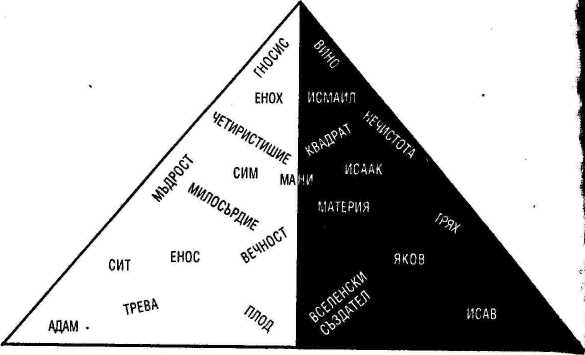 ГНОСИС
ВИНО
ЕНОХ
ИСМАИЛ
ЧЕТИРИСТИШИЕ
КВАДРАТ
НЕЧИСТОТА
МЪДРОСТ
СИМ
МАНИ
ИСААК
МИЛОСЪРДИЕ
МАТЕРИЯ
ГРЯХ
ВЕЧНОСТ
СИТ
ЕНОС
ЯКОВ
ТРЕВА
ПЛОД
ВСЕЛЕНСКИ
СЪЗДАТЕЛ
ИСАВ
АДАМ